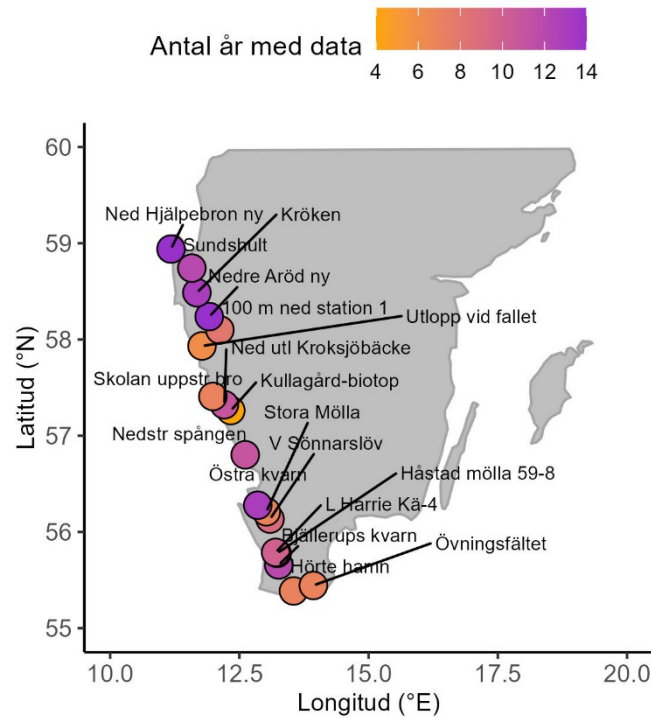 Antal år med data
4 6 8 10 12 14
60
59
58
57
56
55
Latitud (°N)
Ned Hjälpebron ny
Kröken
Sundshult
Nedre Aröd ny
100 m ned station 1
Utlopp vid fallet
Ned utl Kroksjöbäcke
Skolan uppstr bro
Kullagård-biotop
Stora Mölla
Nedstr spången
V Sönnarslöv
Östra kvarn
Håstad mölla 59-8
L Harrie Kä-4
Bjällerups kvarn
Övningsfältet
Hörte hamn
10.0 12.5 15.0 17.5 20.0
Longitud (°E)